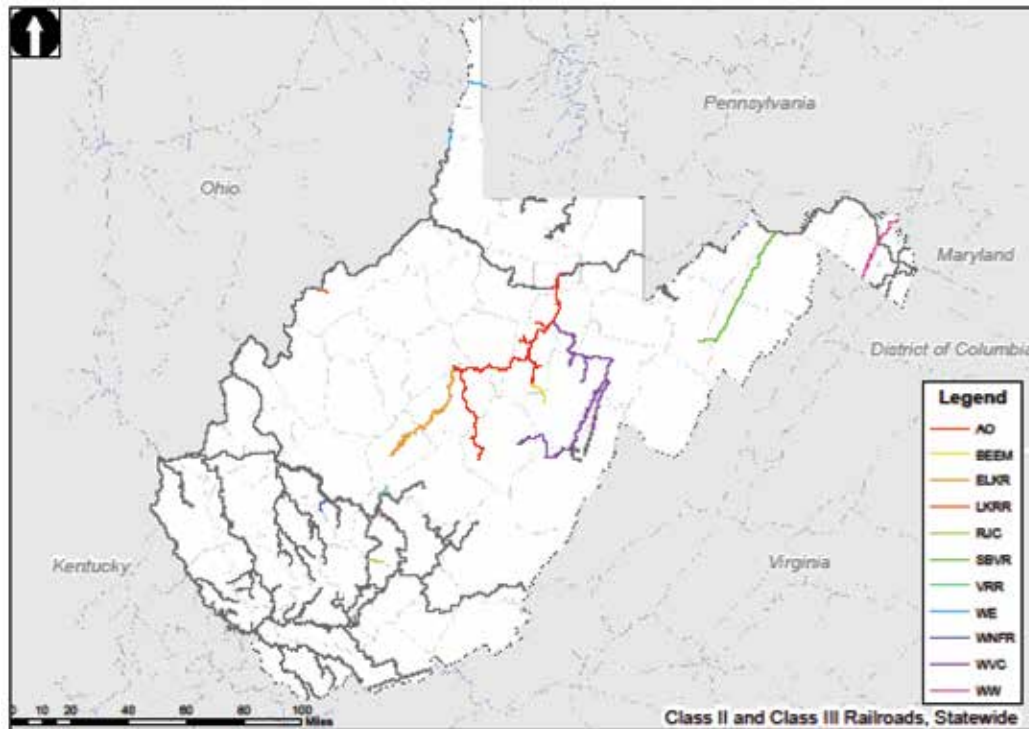 Pennsylvania
Ohio
Maryland
District of Columbia
Legend
AO
BEEM
ELKR
LKRR
RJC
SBVR
VRR
WE
WNFR
WVC
WW
Kentucky
Virginia
0 10 20 40 60 80 100
Miles
Class II and Class III Railroads, Statewide